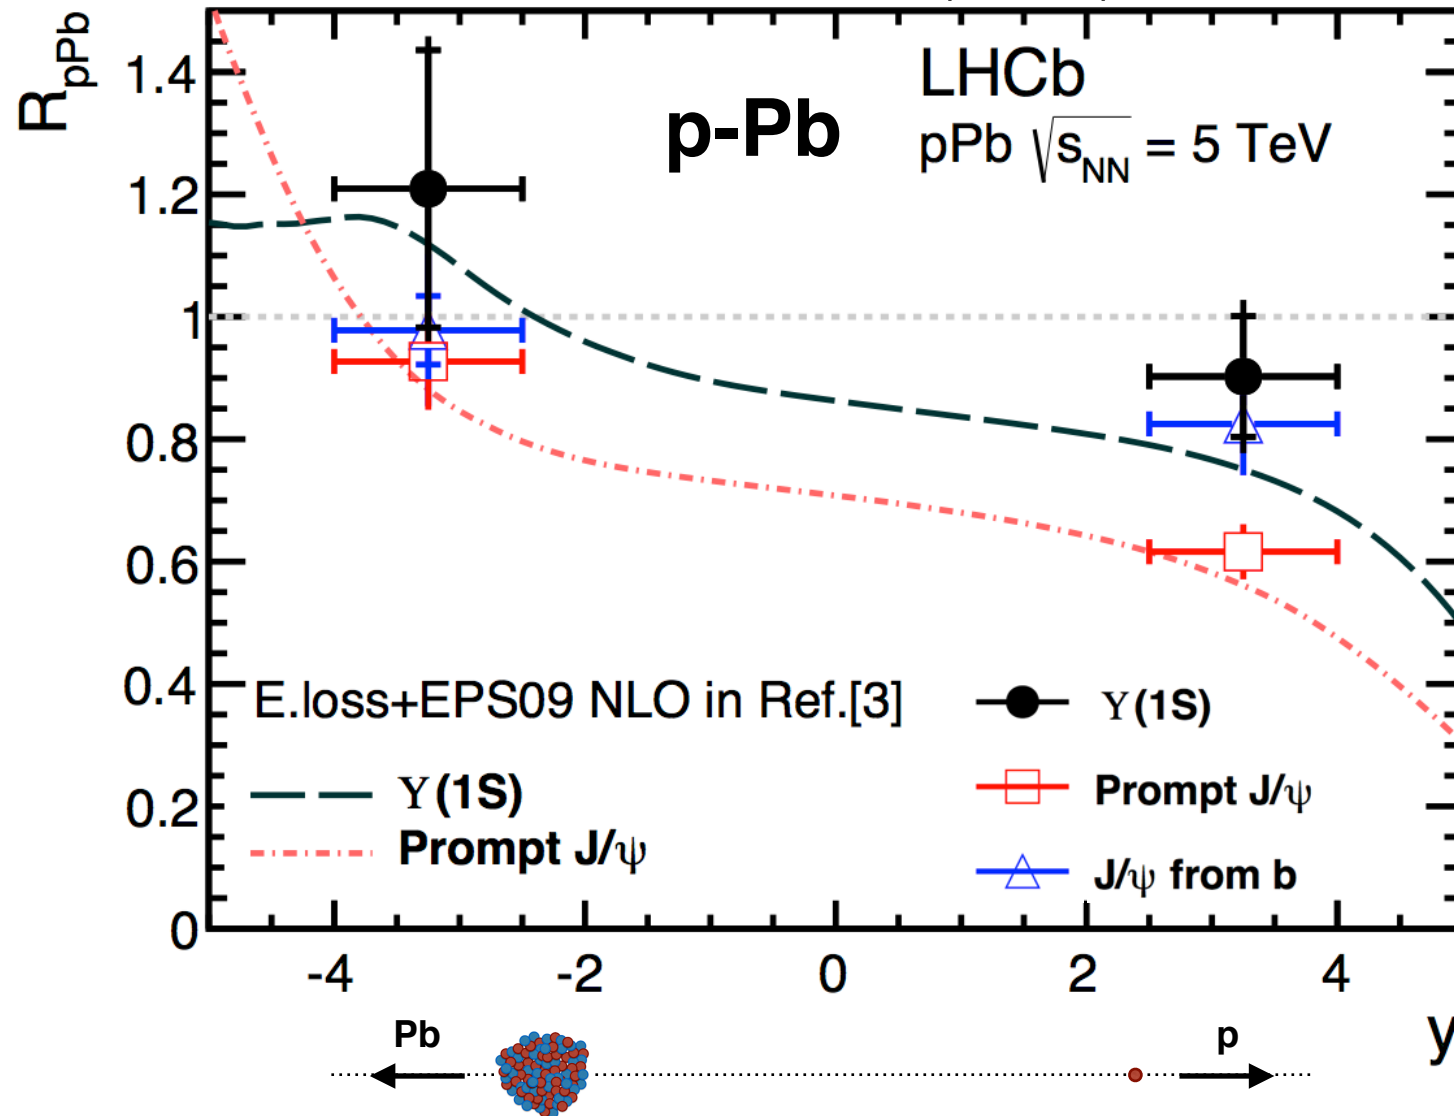 R_pPb
1.4
1.2
1
0.8
0.6
0.4
0.2
0
LHCb
p-Pb
pPb √s_NN = 5 TeV
E.loss+EPS09 NLO in Ref.[3]
ϒ(1S)
Prompt J/ψ
ϒ(1S)
Prompt J/ψ
J/ψ from b
-4 -2 0 2 4
y
Pb p